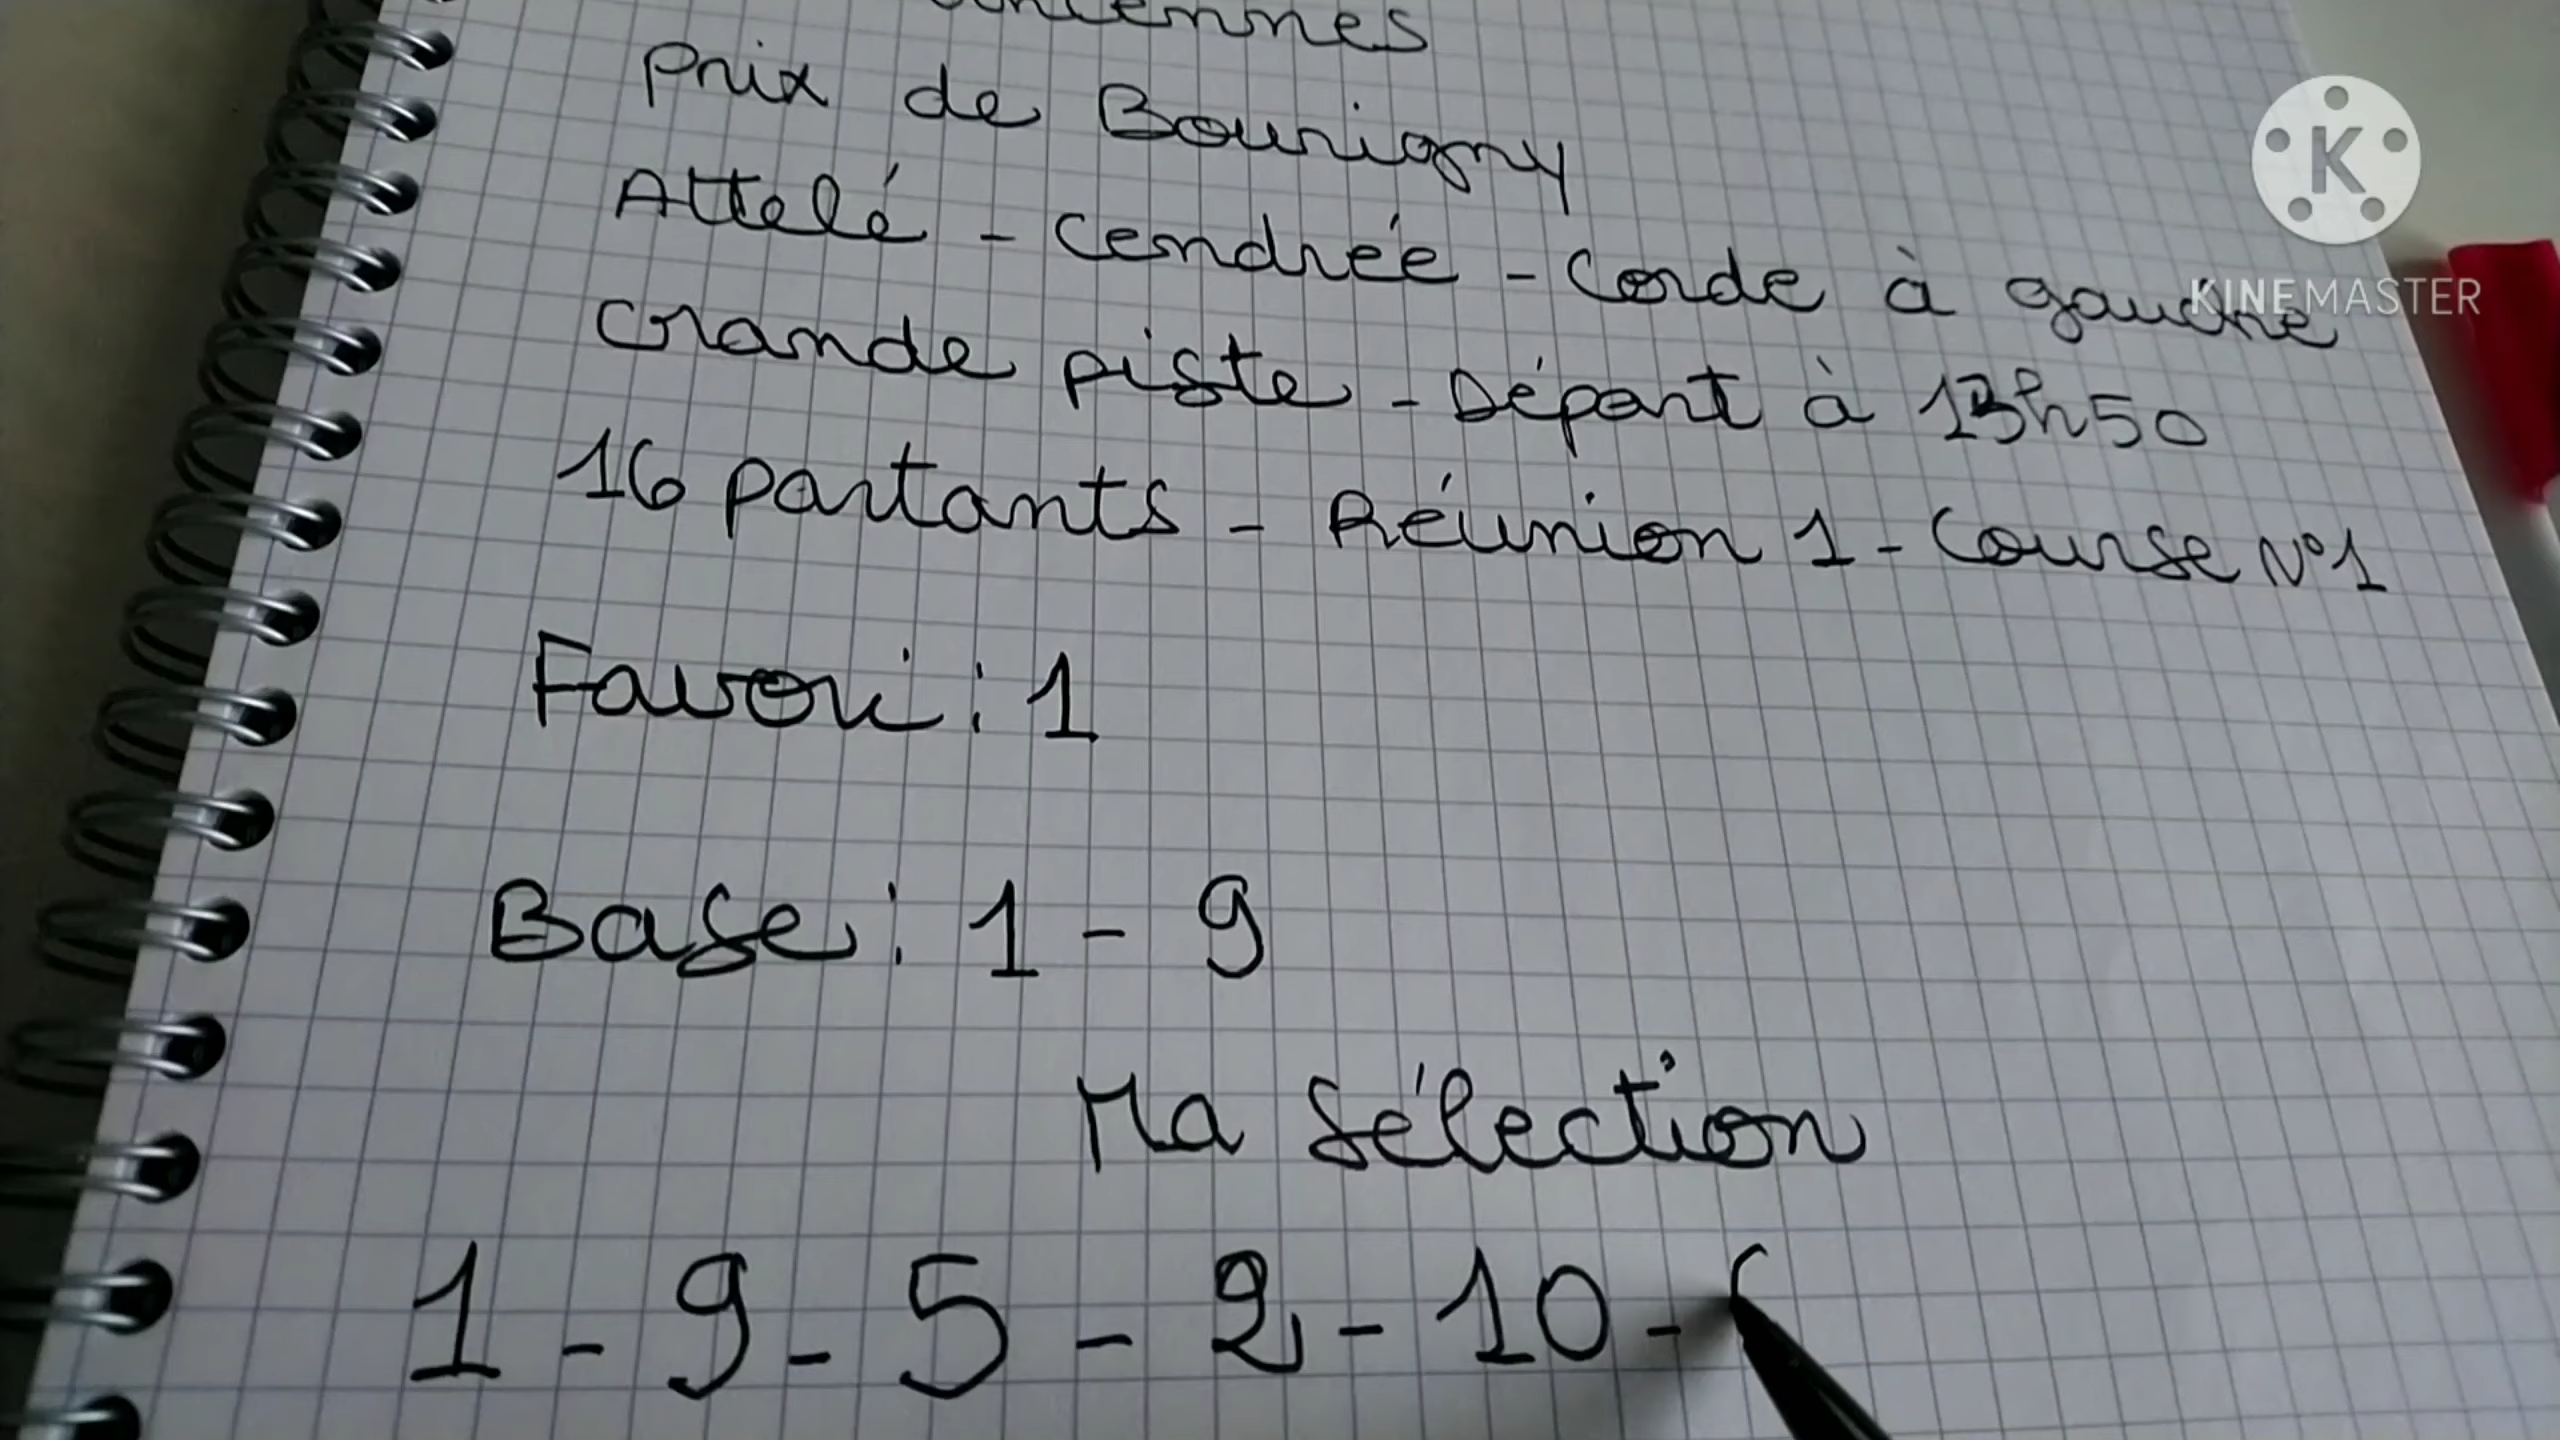 Prix de Bourigny
Attelé - Cendrée - Corde à gauche
Grande piste - Départ à 13h50
16 partants - Réunion 1 - Course N°1
Favori : 1
Base : 1 - 9
Ma sélection
1 - 9 - 5 - 2 - 10 -
K
KINEMASTER